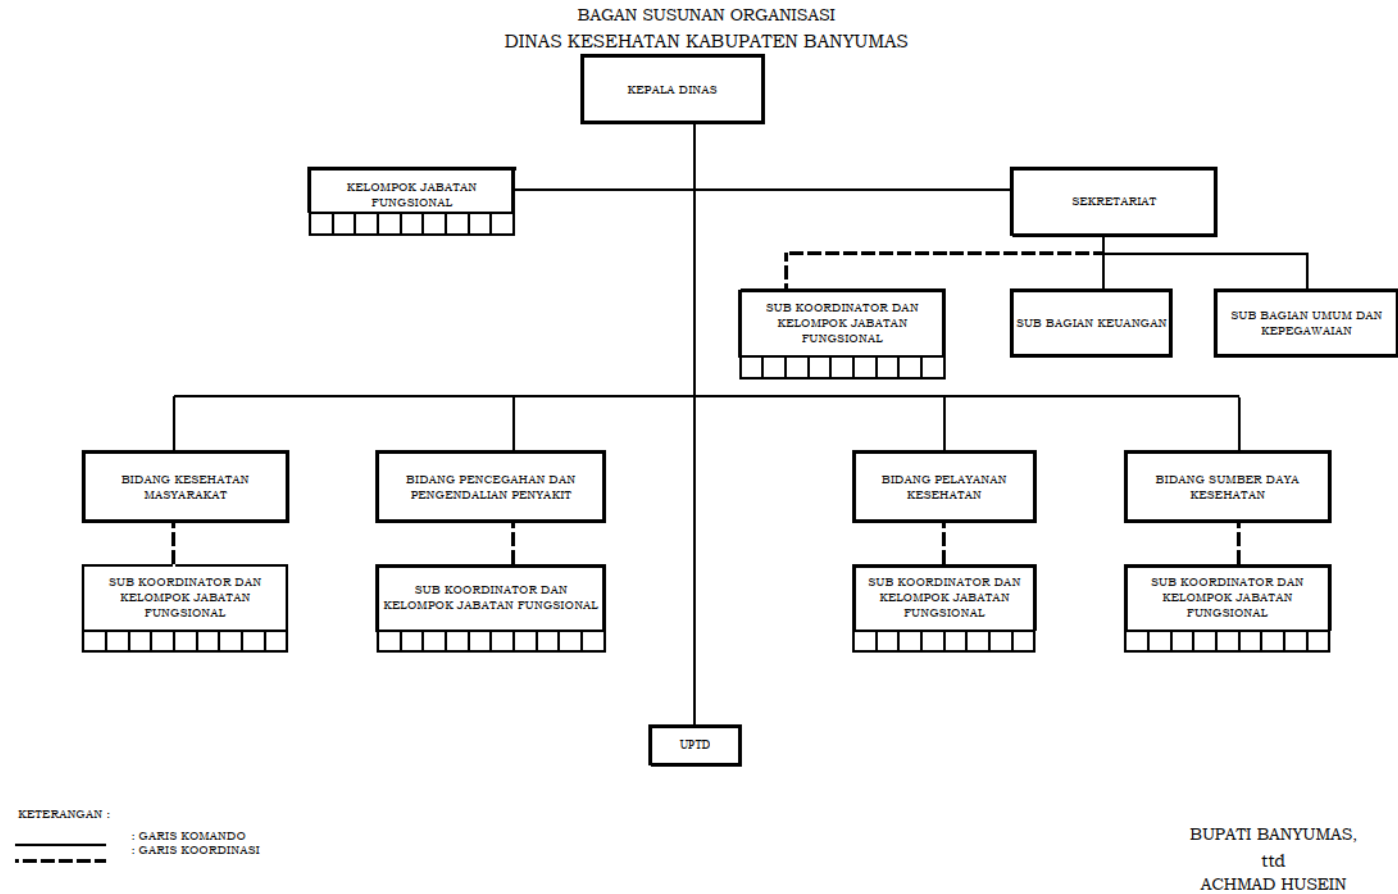 BAGAN SUSUNAN ORGANISASI
DINAS KESEHATAN KABUPATEN BANYUMAS
KEPALA DINAS
KELOMPOK JABATAN
FUNGSIONAL
SEKRETARIAT
SUB KOORDINATOR DAN
KELOMPOK JABATAN
FUNGSIONAL
SUB BAGIAN KEUANGAN
SUB BAGIAN UMUM DAN
KEPEGAWAIAN
BIDANG KESEHATAN
MASYARAKAT
BIDANG PENCEGAHAN DAN
PENGENDALIAN PENYAKIT
BIDANG PELAYANAN
KESEHATAN
BIDANG SUMBER DAYA
KESEHATAN
SUB KOORDINATOR DAN
KELOMPOK JABATAN
FUNGSIONAL
SUB KOORDINATOR DAN
KELOMPOK JABATAN FUNGSIONAL
SUB KOORDINATOR DAN
KELOMPOK JABATAN
FUNGSIONAL
SUB KOORDINATOR DAN
KELOMPOK JABATAN
FUNGSIONAL
UPTD
KETERANGAN :
: GARIS KOMANDO
: GARIS KOORDINASI
BUPATI BANYUMAS,
ttd
ACHMAD HUSEIN